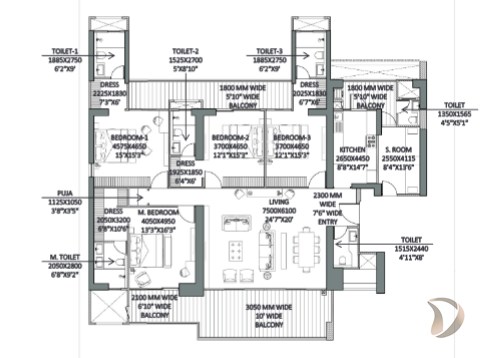 TOILET-1
1885X2750
6'2"X9'
TOILET-2
1525X2700
5'X8'10"
TOILET-3
1885X2750
6'2"X9'
DRESS
2225X1830
7'3"X6'
1800 MM WIDE
5'10" WIDE
BALCONY
DRESS
2025X1830
6'7"X6'
1800 MM WIDE
5'10" WIDE
BALCONY
TOILET
1350X1565
4'5"X5'1"
BEDROOM-1
4575X4650
15'X15'3"
BEDROOM-2
3700X4650
12'1"X15'3"
BEDROOM-3
3700X4650
12'1"X15'3"
KITCHEN
2650X4450
8'8"X14'7"
S. ROOM
2550X4115
8'4"X13'6"
DRESS
1925X1850
6'4"X6'
PUJA
1125X1050
3'8"X3'5"
DRESS
2050X3200
6'8"X10'6"
M. BEDROOM
4050X4950
13'3"X16'3"
LIVING
7500X6100
24'7"X20'
2300 MM
7'6" WIDE
ENTRY
M. TOILET
2050X2800
6'8"X9'2"
TOILET
1515X2440
4'11"X8'
2100 MM WIDE
6'10" WIDE
BALCONY
3050 MM WIDE
10' WIDE
BALCONY